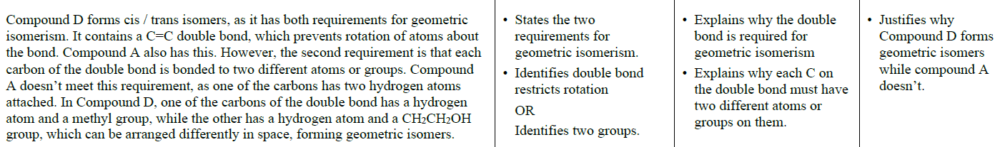 Compound D forms cis / trans isomers, as it has both requirements for geometric
isomerism. It contains a C=C double bond, which prevents rotation of atoms about
the bond. Compound A also has this. However, the second requirement is that each
carbon of the double bond is bonded to two different atoms or groups. Compound
A doesn’t meet this requirement, as one of the carbons has two hydrogen atoms
attached. In Compound D, one of the carbons of the double bond has a hydrogen
atom and a methyl group, while the other has a hydrogen atom and a CH₂CH₂OH
group, which can be arranged differently in space, forming geometric isomers.
• States the two
requirements for
geometric isomerism.
• Identifies double bond
restricts rotation
OR
Identifies two groups.
• Explains why the double
bond is required for
geometric isomerism
• Explains why each C on
the double bond must have
two different atoms or
groups on them.
• Justifies why
Compound D forms
geometric isomers
while compound A
doesn’t.